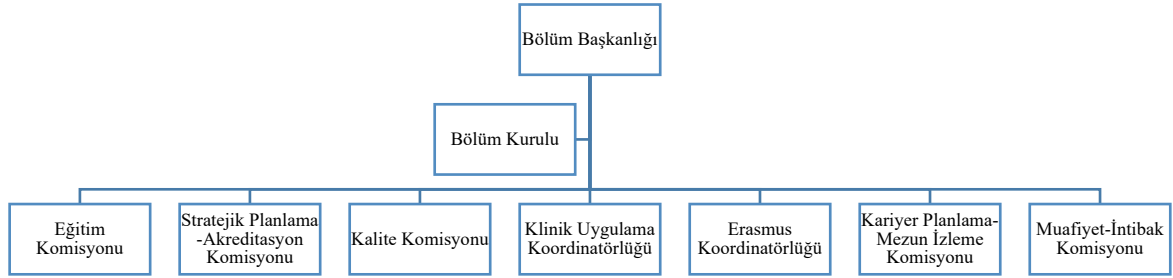 Bölüm Başkanlığı
Bölüm Kurulu
Eğitim
Komisyonu
Stratejik Planlama
-Akreditasyon
Komisyonu
Kalite Komisyonu
Klinik Uygulama
Koordinatörlüğü
Erasmus
Koordinatörlüğü
Kariyer Planlama-
Mezun İzleme
Komisyonu
Muafiyet-İntibak
Komisyonu